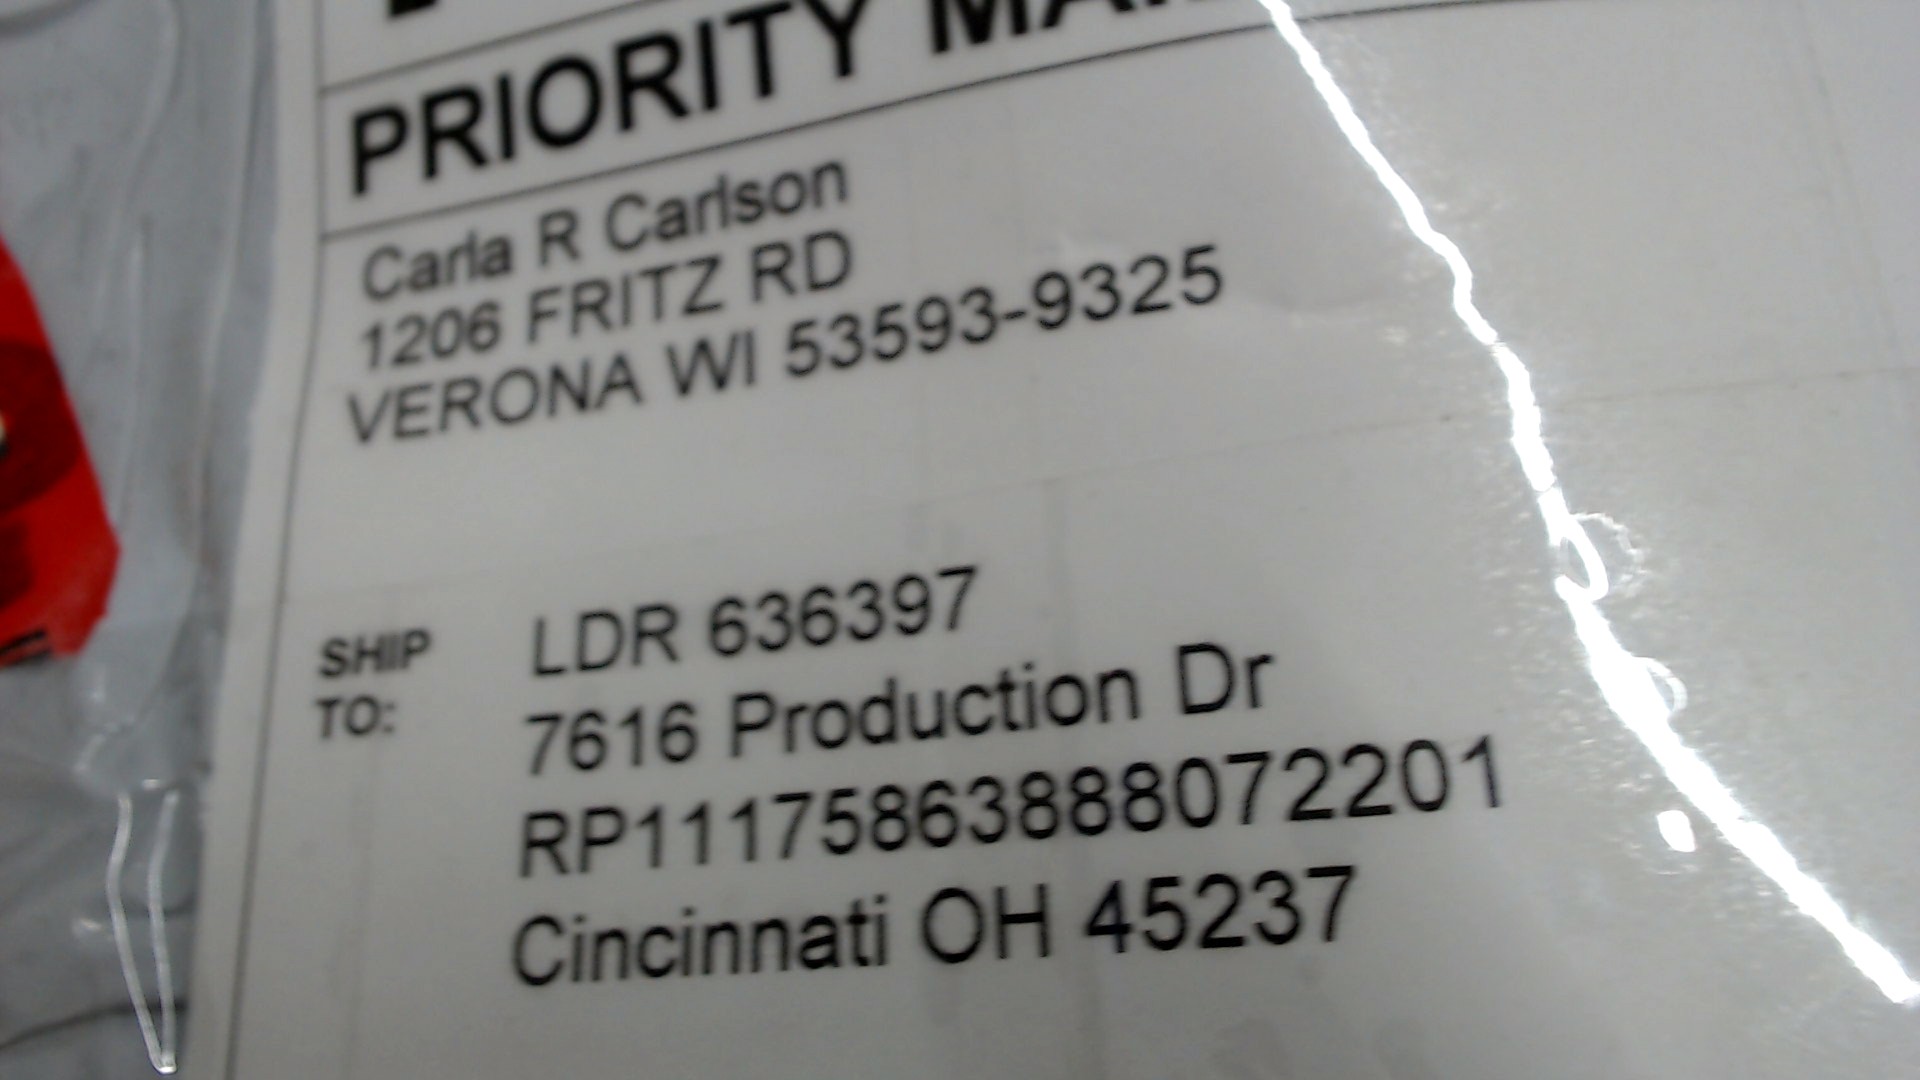 PRIORITY MAI
Carla R Carlson
1206 FRITZ RD
VERONA WI 53593-9325
SHIP
TO:
LDR 636397
7616 Production Dr
RP11175863888072201
Cincinnati OH 45237